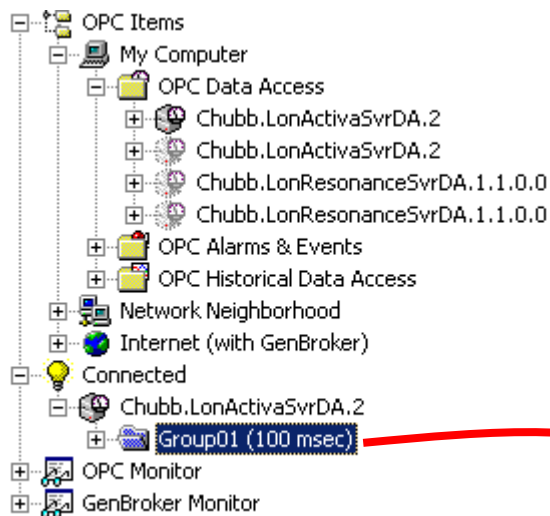 OPC Items
My Computer
OPC Data Access
Chubb.LonActivaSvrDA.2
Chubb.LonActivaSvrDA.2
Chubb.LonResonanceSvrDA.1.1.0.0
Chubb.LonResonanceSvrDA.1.1.0.0
OPC Alarms & Events
OPC Historical Data Access
Network Neighborhood
Internet (with GenBroker)
Connected
Chubb.LonActivaSvrDA.2
Group01 (100 msec)
OPC Monitor
GenBroker Monitor